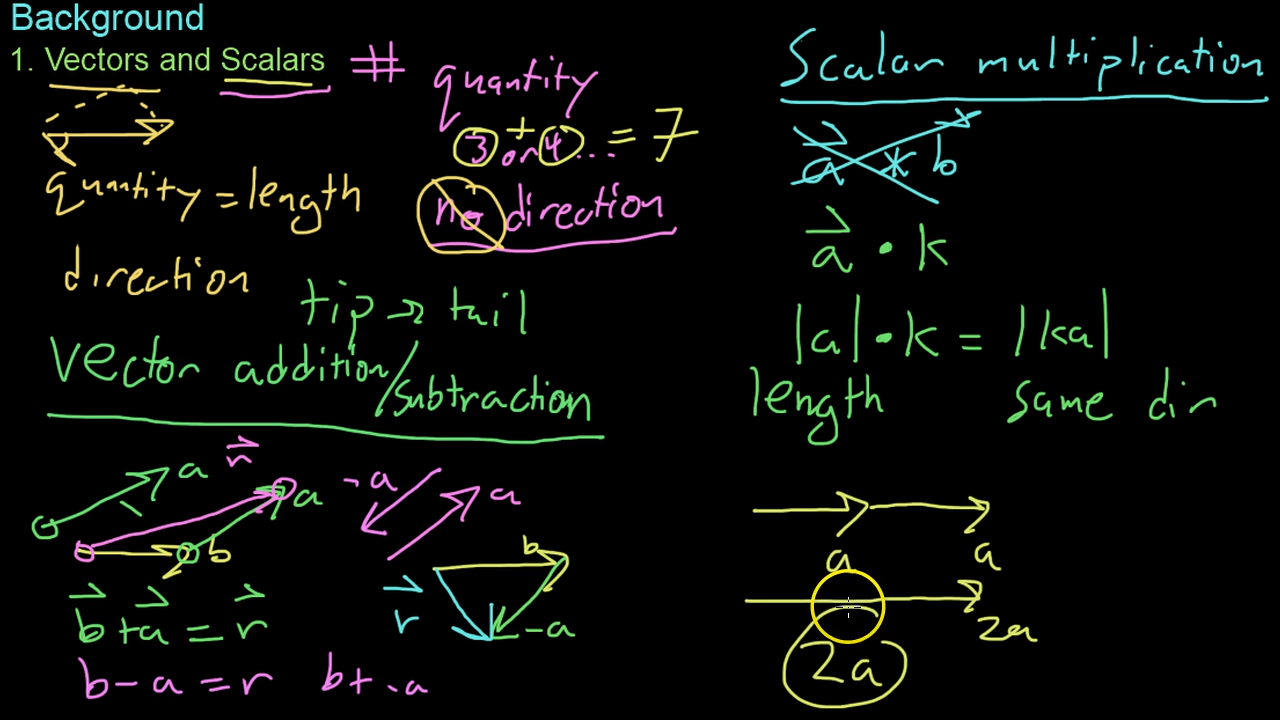 Background
1. Vectors and Scalars #
quantity
3 + or 4 ... = 7
no direction
quantity = length
direction
tip → tail
vector addition/subtraction
a r a
b
b + a = r
b - a = r b + -a
-a a
b
r -a
Scalar multiplication
a * b
a · k
|a| · k = |ka|
length same dir
a a
2a
2a